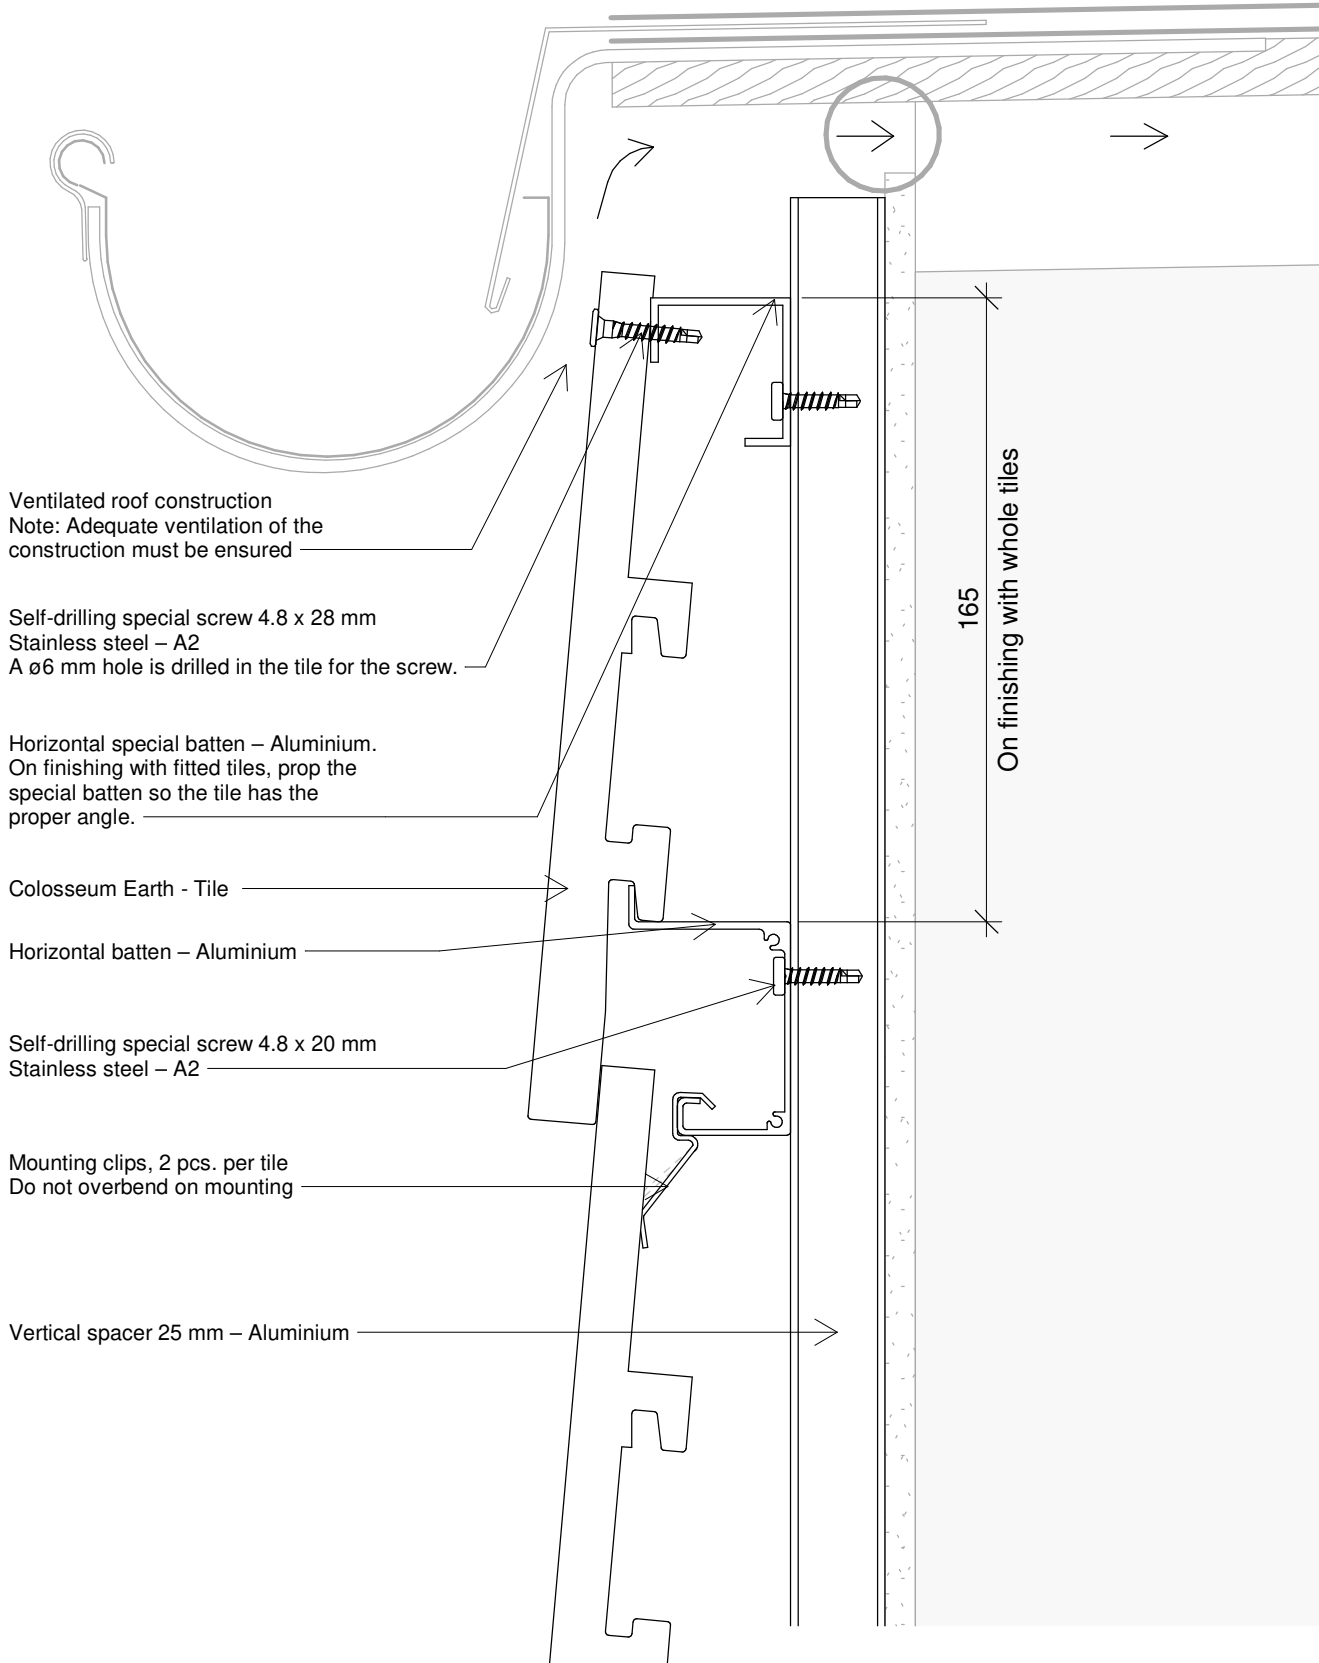 Ventilated roof construction
Note: Adequate ventilation of the
construction must be ensured
Self-drilling special screw 4.8 x 28 mm
Stainless steel – A2
A ø6 mm hole is drilled in the tile for the screw.
Horizontal special batten – Aluminium.
On finishing with fitted tiles, prop the
special batten so the tile has the
proper angle.
Colosseum Earth - Tile
Horizontal batten – Aluminium
Self-drilling special screw 4.8 x 20 mm
Stainless steel – A2
Mounting clips, 2 pcs. per tile
Do not overbend on mounting
Vertical spacer 25 mm – Aluminium
165
On finishing with whole tiles